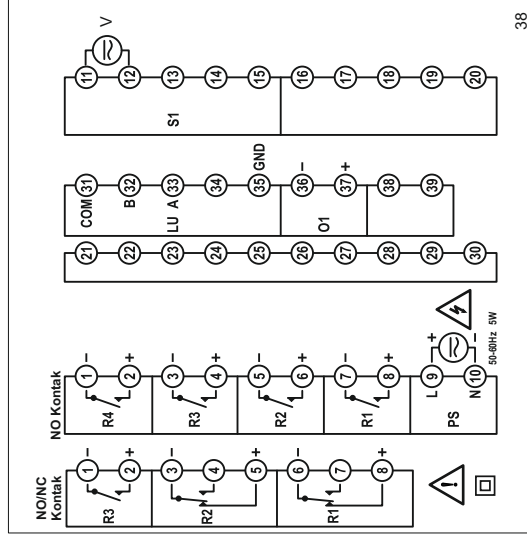 NO/NC
Kontak
R1 R2 R3
+ 8 7 - 6 + 5 4 - 3 + 2 - 1
NO Kontak
PS R1 R2 R3 R4
N L
10 9 8 7 6 5 4 3 2 1
- + + - + - + - + -
50-60Hz 5W
30 29 28 27 26 25 24 23 22 21
O1 LU A B COM
39 38 37 36 35 34 33 32 31
+ - GND
S1
20 19 18 17 16 15 14 13 12 11
V
38